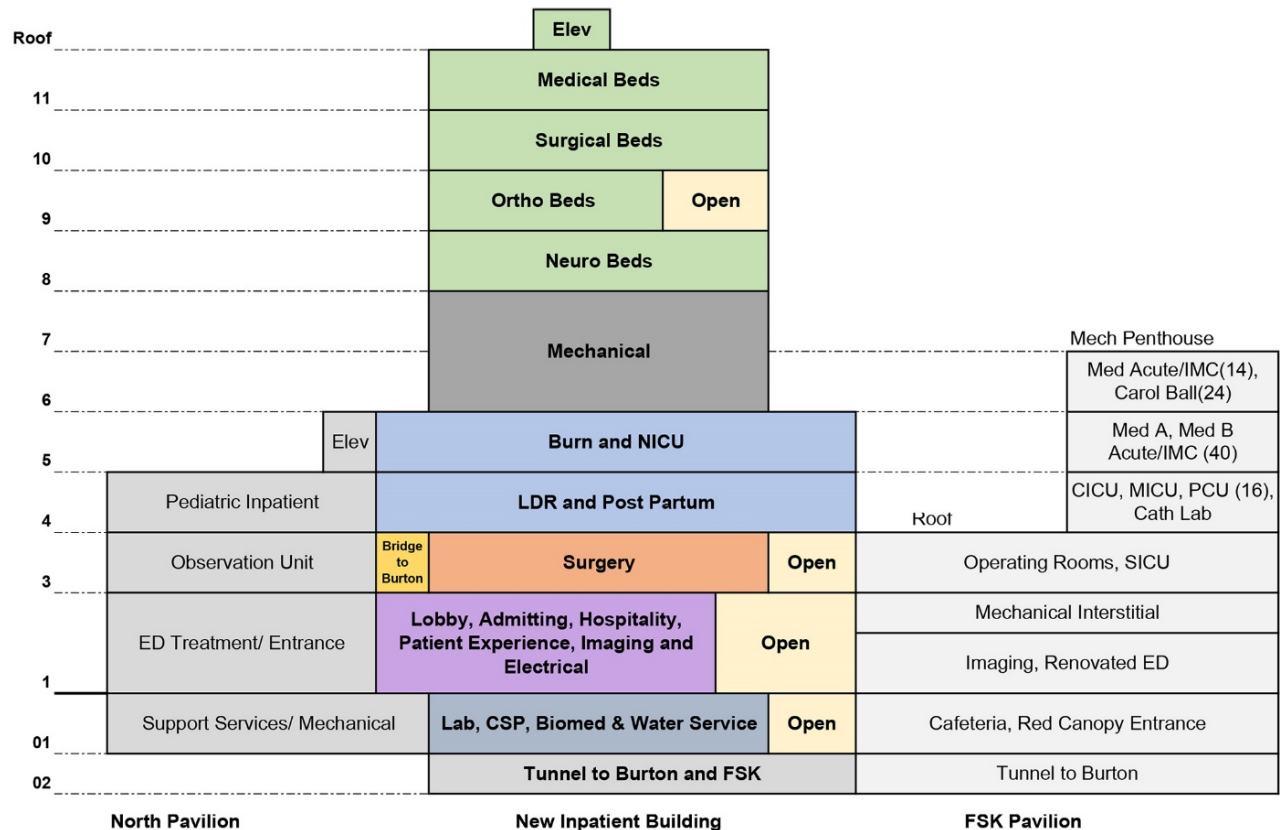 Elev
Roof
Medical Beds
11
Surgical Beds
10
Ortho Beds
Open
9
Neuro Beds
8
7
Mechanical
Mech Penthouse
Med Acute/IMC(14),
Carol Ball(24)
6
Elev
Burn and NICU
Med A, Med B
Acute/IMC (40)
5
Pediatric Inpatient
LDR and Post Partum
CICU, MICU, PCU (16),
Cath Lab
Roof
4
Observation Unit
Bridge
to
Burton
Surgery
Open
Operating Rooms, SICU
3
ED Treatment/ Entrance
Lobby, Admitting, Hospitality,
Patient Experience, Imaging and
Electrical
Open
Mechanical Interstitial
Imaging, Renovated ED
1
Support Services/ Mechanical
Lab, CSP, Biomed & Water Service
Open
Cafeteria, Red Canopy Entrance
01
Tunnel to Burton and FSK
Tunnel to Burton
02
North Pavilion
New Inpatient Building
FSK Pavilion